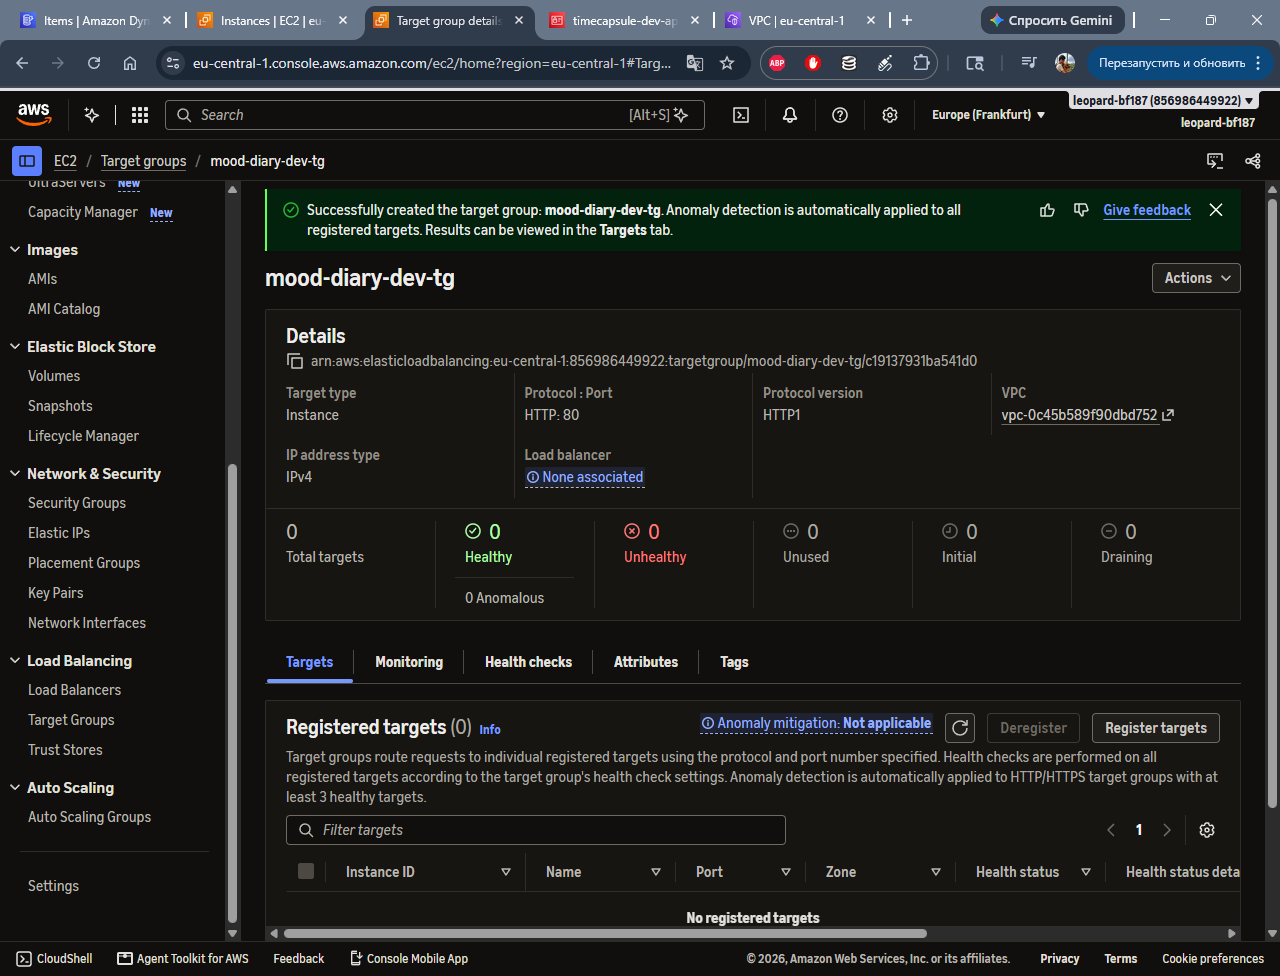 Items | Amazon Dyn
Instances | EC2 | eu-
Target group details
timecapsule-dev-ap
VPC | eu-central-1
Спросить Gemini
eu-central-1.console.aws.amazon.com/ec2/home?region=eu-central-1#Targ...
ABP
Перезапустить и обновить
aws
Search
[Alt+S]
Europe (Frankfurt)
leopard-bf187 (856986449922)
leopard-bf187
EC2 / Target groups / mood-diary-dev-tg
UltraServers New
Capacity Manager New
Images
AMIs
AMI Catalog
Elastic Block Store
Volumes
Snapshots
Lifecycle Manager
Network & Security
Security Groups
Elastic IPs
Placement Groups
Key Pairs
Network Interfaces
Load Balancing
Load Balancers
Target Groups
Trust Stores
Auto Scaling
Auto Scaling Groups
Settings
Successfully created the target group: mood-diary-dev-tg. Anomaly detection is automatically applied to all
registered targets. Results can be viewed in the Targets tab.
Give feedback
mood-diary-dev-tg
Actions
Details
arn:aws:elasticloadbalancing:eu-central-1:856986449922:targetgroup/mood-diary-dev-tg/c19137931ba541d0
Target type
Instance
Protocol : Port
HTTP: 80
Protocol version
HTTP1
VPC
vpc-0c45b589f90dbd752
IP address type
IPv4
Load balancer
None associated
0
Total targets
0
Healthy
0 Anomalous
0
Unhealthy
0
Unused
0
Initial
0
Draining
Targets
Monitoring
Health checks
Attributes
Tags
Registered targets (0) Info
Anomaly mitigation: Not applicable
Deregister
Register targets
Target groups route requests to individual registered targets using the protocol and port number specified. Health checks are performed on all
registered targets according to the target group's health check settings. Anomaly detection is automatically applied to HTTP/HTTPS target groups with at
least 3 healthy targets.
Filter targets
1
Instance ID
Name
Port
Zone
Health status
Health status deta
No registered targets
CloudShell
Agent Toolkit for AWS
Feedback
Console Mobile App
© 2026, Amazon Web Services, Inc. or its affiliates.
Privacy
Terms
Cookie preferences